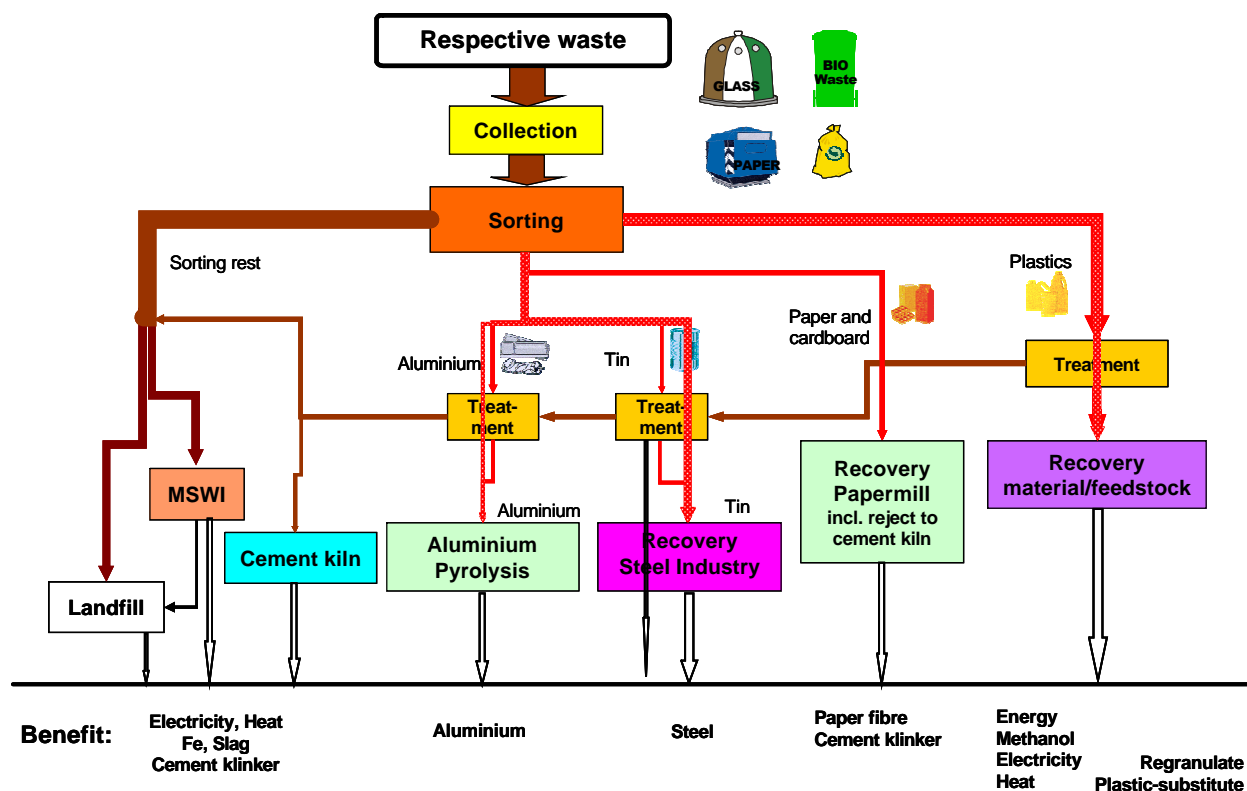 Respective waste
GLASS
BIO
Waste
Collection
PAPER
Sorting
Sorting rest
Plastics
Paper and
cardboard
Aluminium
Tin
Treatment
Treat-
ment
Treat-
ment
Recovery
Papermill
incl. reject to
cement kiln
Recovery
material/feedstock
MSWI
Aluminium
Tin
Cement kiln
Aluminium
Pyrolysis
Recovery
Steel Industry
Landfill
Benefit:
Electricity, Heat
Fe, Slag
Cement klinker
Aluminium
Steel
Paper fibre
Cement klinker
Energy
Methanol
Electricity
Heat
Regranulate
Plastic-substitute